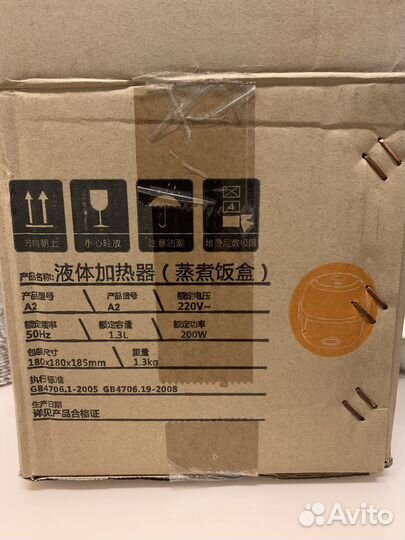 方向朝上 小心轻放 注意防潮 堆叠层数极限
4
产品名称:液体加热器(蒸煮饭盒)
产品型号 产品货号 额定电压
A2 A2 220V~
额定频率 额定容量 额定功率
50Hz 1.3L 200W
包装尺寸 重量
180x180x185mm 1.3kg
执行标准
GB4706.1-2005 GB4706.19-2008
生产日期
详见产品合格证
Avito